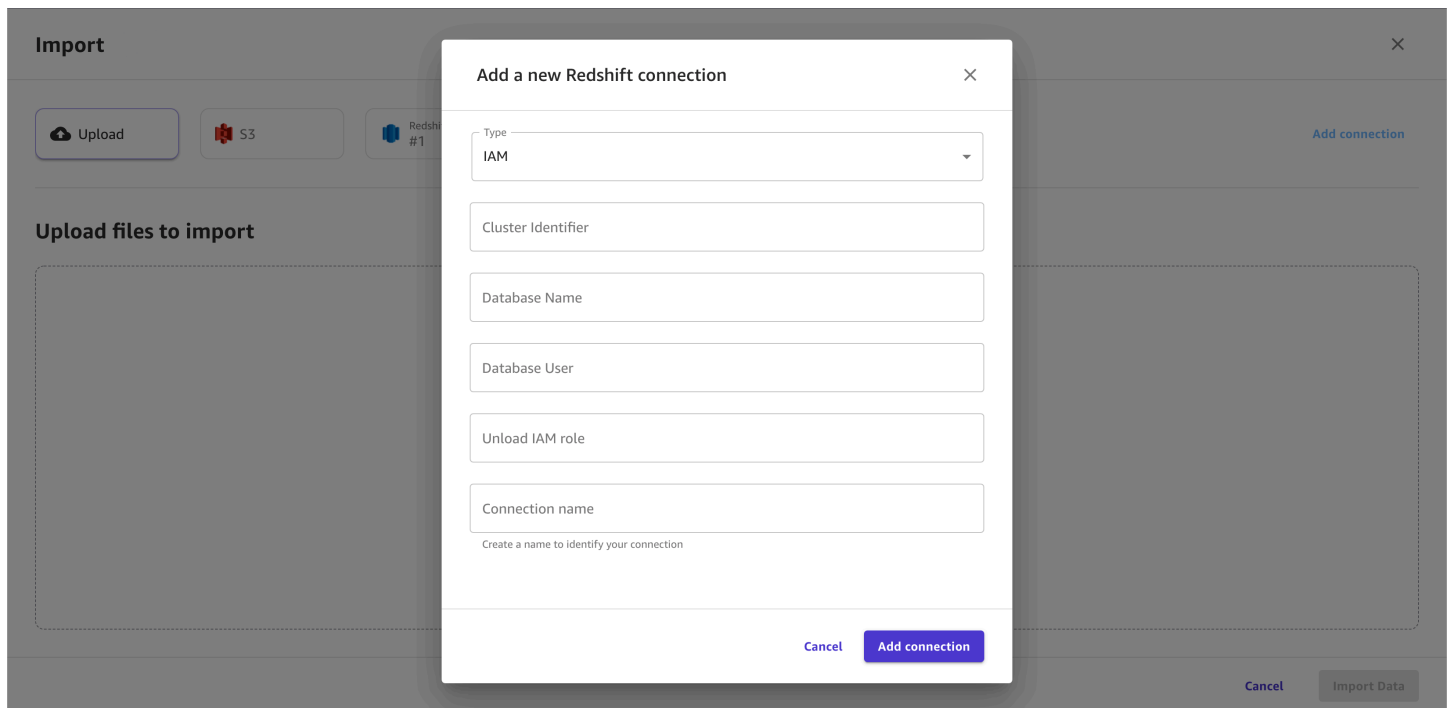 Import
Add a new Redshift connection
Upload
S3
Redshi
#1
Add connection
Type
IAM
Cluster Identifier
Upload files to import
Database Name
Database User
Unload IAM role
Connection name
Create a name to identify your connection
Cancel
Add connection
Cancel
Import Data